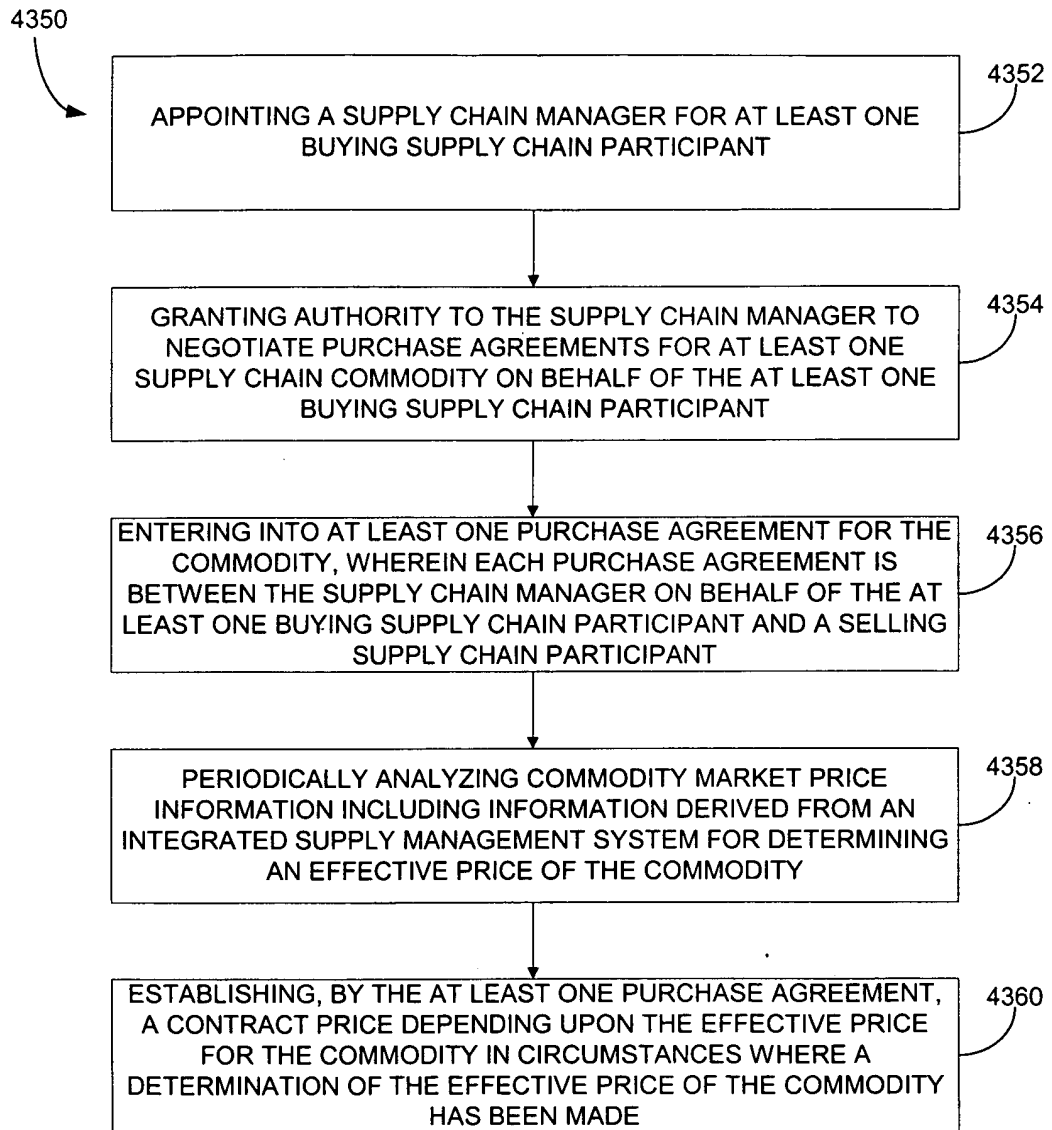 4350
4352
APPOINTING A SUPPLY CHAIN MANAGER FOR AT LEAST ONE
BUYING SUPPLY CHAIN PARTICIPANT
4354
GRANTING AUTHORITY TO THE SUPPLY CHAIN MANAGER TO
NEGOTIATE PURCHASE AGREEMENTS FOR AT LEAST ONE
SUPPLY CHAIN COMMODITY ON BEHALF OF THE AT LEAST ONE
BUYING SUPPLY CHAIN PARTICIPANT
4356
ENTERING INTO AT LEAST ONE PURCHASE AGREEMENT FOR THE
COMMODITY, WHEREIN EACH PURCHASE AGREEMENT IS
BETWEEN THE SUPPLY CHAIN MANAGER ON BEHALF OF THE AT
LEAST ONE BUYING SUPPLY CHAIN PARTICIPANT AND A SELLING
SUPPLY CHAIN PARTICIPANT
4358
PERIODICALLY ANALYZING COMMODITY MARKET PRICE
INFORMATION INCLUDING INFORMATION DERIVED FROM AN
INTEGRATED SUPPLY MANAGEMENT SYSTEM FOR DETERMINING
AN EFFECTIVE PRICE OF THE COMMODITY
4360
ESTABLISHING, BY THE AT LEAST ONE PURCHASE AGREEMENT,
A CONTRACT PRICE DEPENDING UPON THE EFFECTIVE PRICE
FOR THE COMMODITY IN CIRCUMSTANCES WHERE A
DETERMINATION OF THE EFFECTIVE PRICE OF THE COMMODITY
HAS BEEN MADE